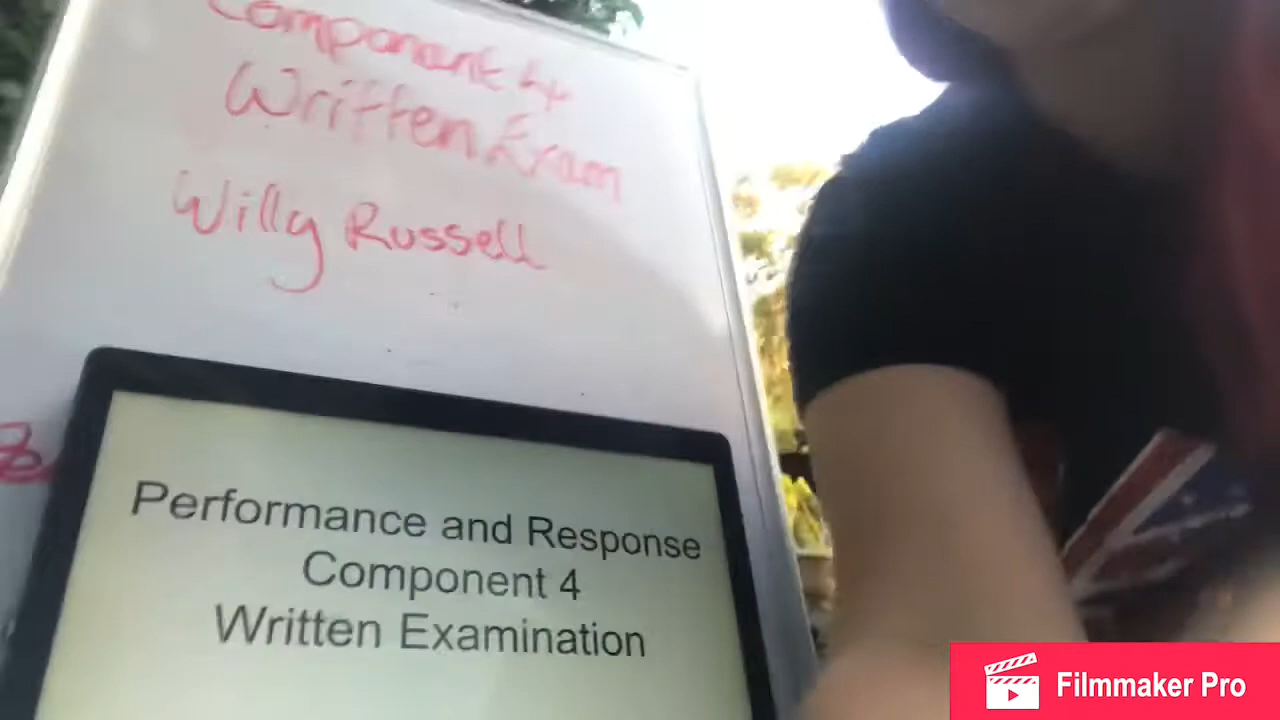 Component 4
Written Exam
Willy Russell
Performance and Response
Component 4
Written Examination
Filmmaker Pro